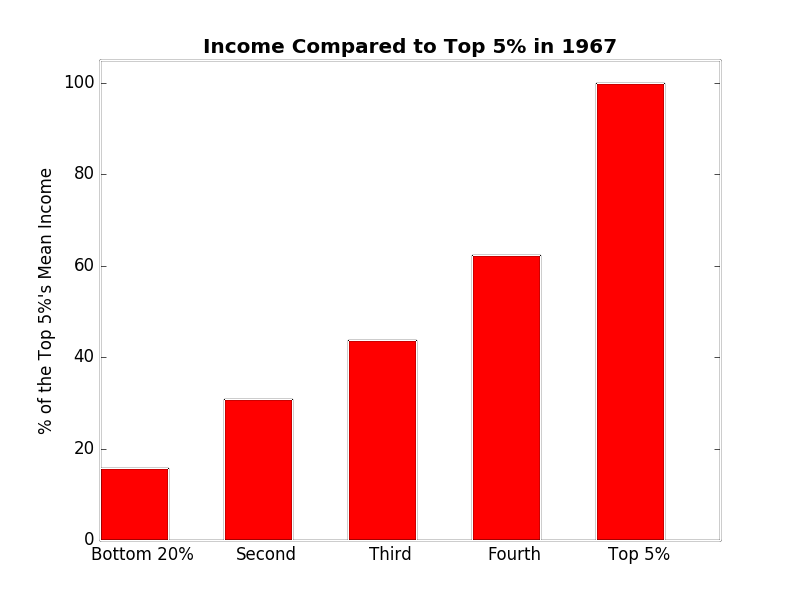 Income Compared to Top 5% in 1967
% of the Top 5%'s Mean Income
100
80
60
40
20
0
Bottom 20% Second Third Fourth Top 5%